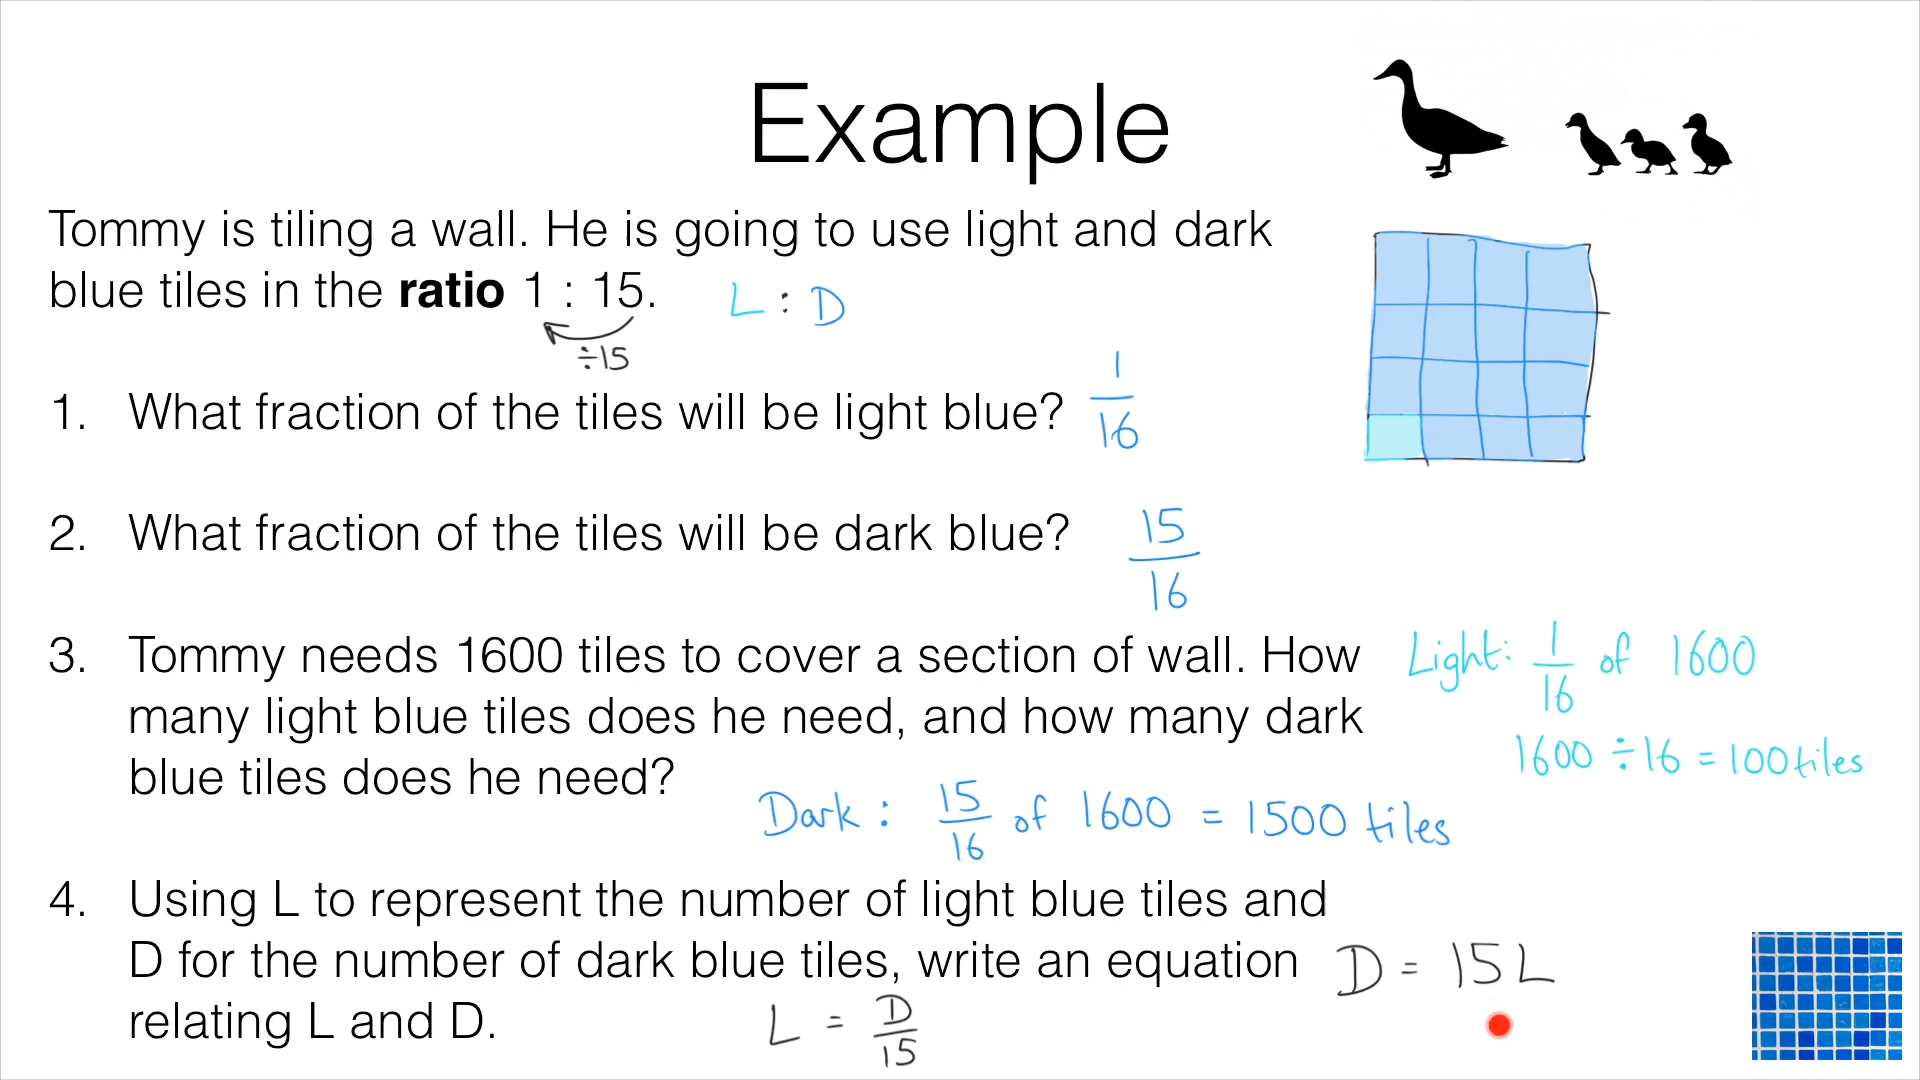 Example
Tommy is tiling a wall. He is going to use light and dark
blue tiles in the ratio 1 : 15. L : D
÷15
1. What fraction of the tiles will be light blue? 1/16
2. What fraction of the tiles will be dark blue? 15/16
3. Tommy needs 1600 tiles to cover a section of wall. How
many light blue tiles does he need, and how many dark
blue tiles does he need?
Light: 1/16 of 1600
1600 ÷ 16 = 100 tiles
Dark : 15/16 of 1600 = 1500 tiles
4. Using L to represent the number of light blue tiles and
D for the number of dark blue tiles, write an equation
relating L and D.
D = 15L
L = D/15